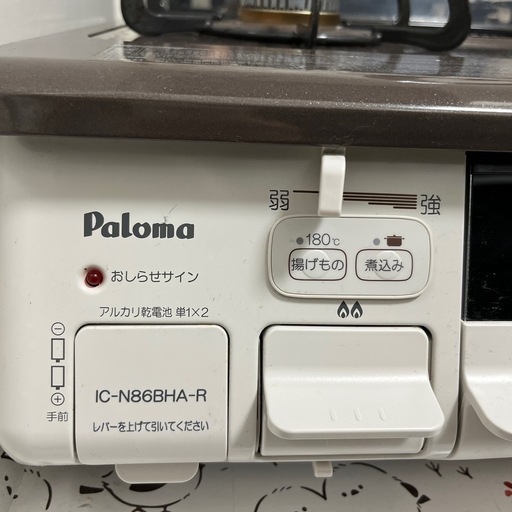 弱 強
Paloma
180℃
揚げもの 煮込み
おしらせサイン
アルカリ乾電池 単1×2
IC-N86BHA-R
手前
レバーを上げて引いてください